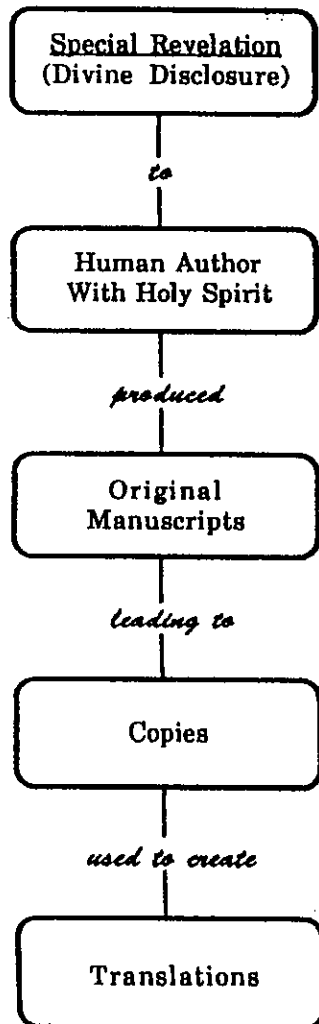 Special Revelation
(Divine Disclosure)
to
Human Author
With Holy Spirit
produced
Original
Manuscripts
leading to
Copies
used to create
Translations